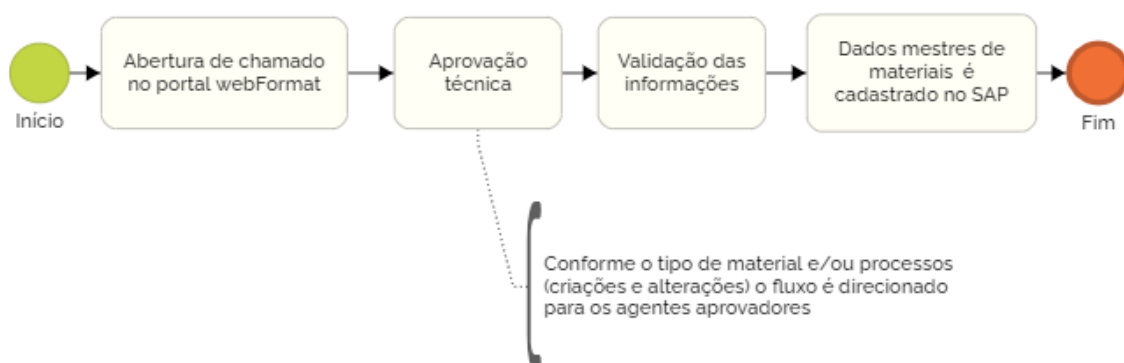 Início
Abertura de chamado
no portal webFormat
Aprovação
técnica
Validação das
informações
Dados mestres de
materiais é
cadastrado no SAP
Fim
Conforme o tipo de material e/ou processos
(criações e alterações) o fluxo é direcionado
para os agentes aprovadores